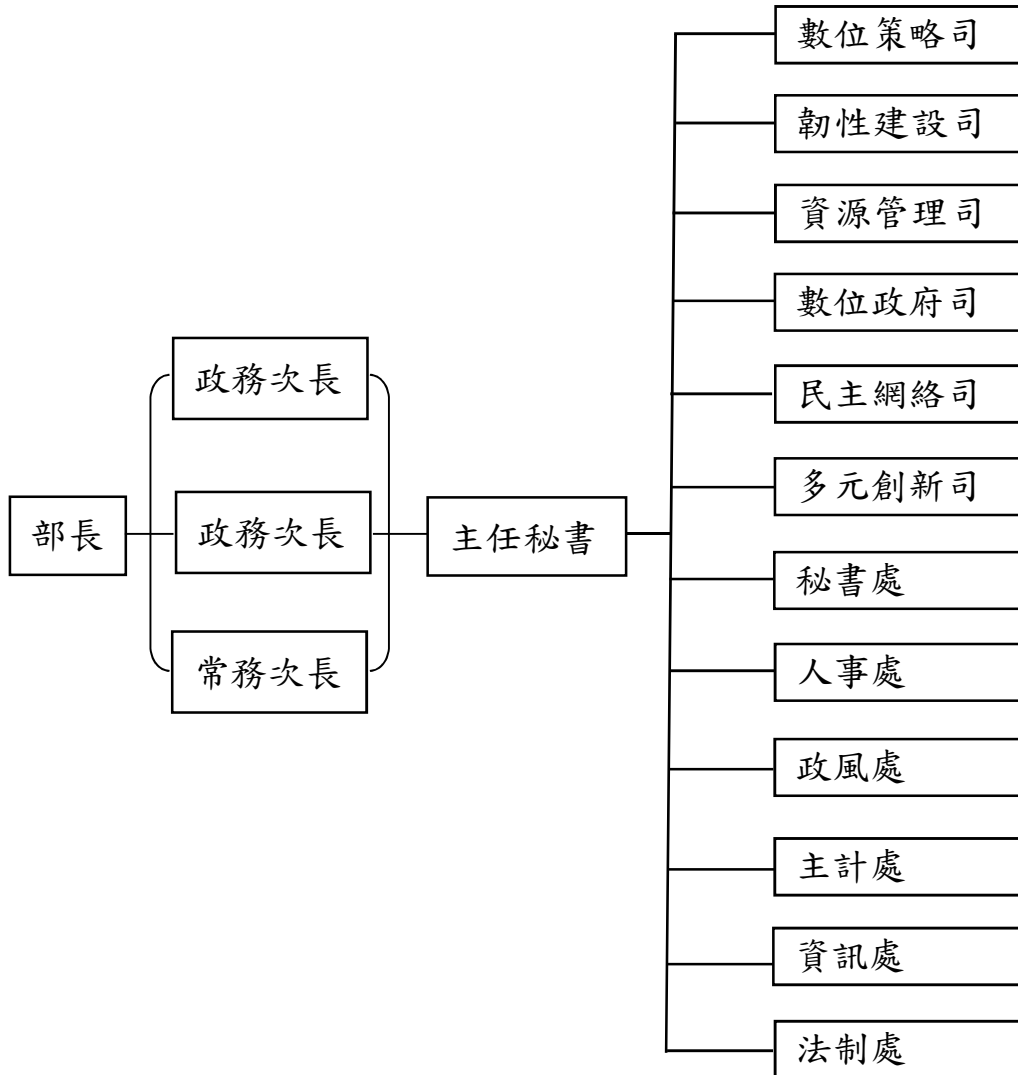 部長
政務次長
政務次長
常務次長
主任秘書
數位策略司
韌性建設司
資源管理司
數位政府司
民主網絡司
多元創新司
秘書處
人事處
政風處
主計處
資訊處
法制處